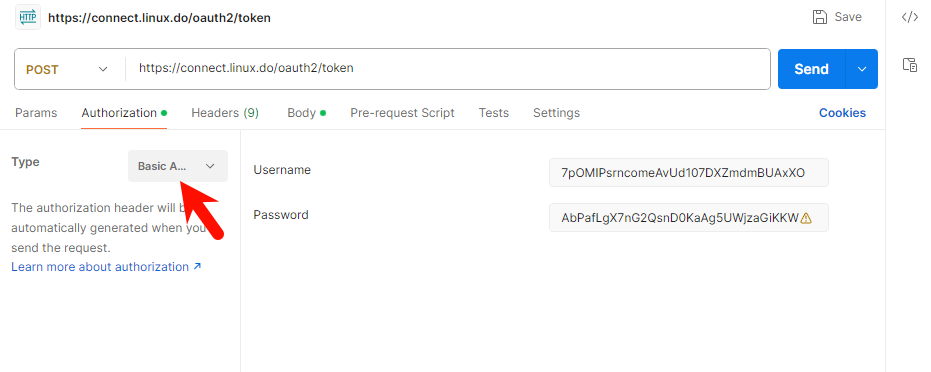 HTTP
https://connect.linux.do/oauth2/token
Save
POST
https://connect.linux.do/oauth2/token
Send
Params
Authorization
Headers (9)
Body
Pre-request Script
Tests
Settings
Cookies
Type
Basic A...
Username
7pOMlPsrncomeAvUd107DXZmdmBUAxXO
Password
AbPafLgX7nG2QsnD0KaAg5UWjzaGiKKW
The authorization header will be
automatically generated when you
send the request.
Learn more about authorization ↗